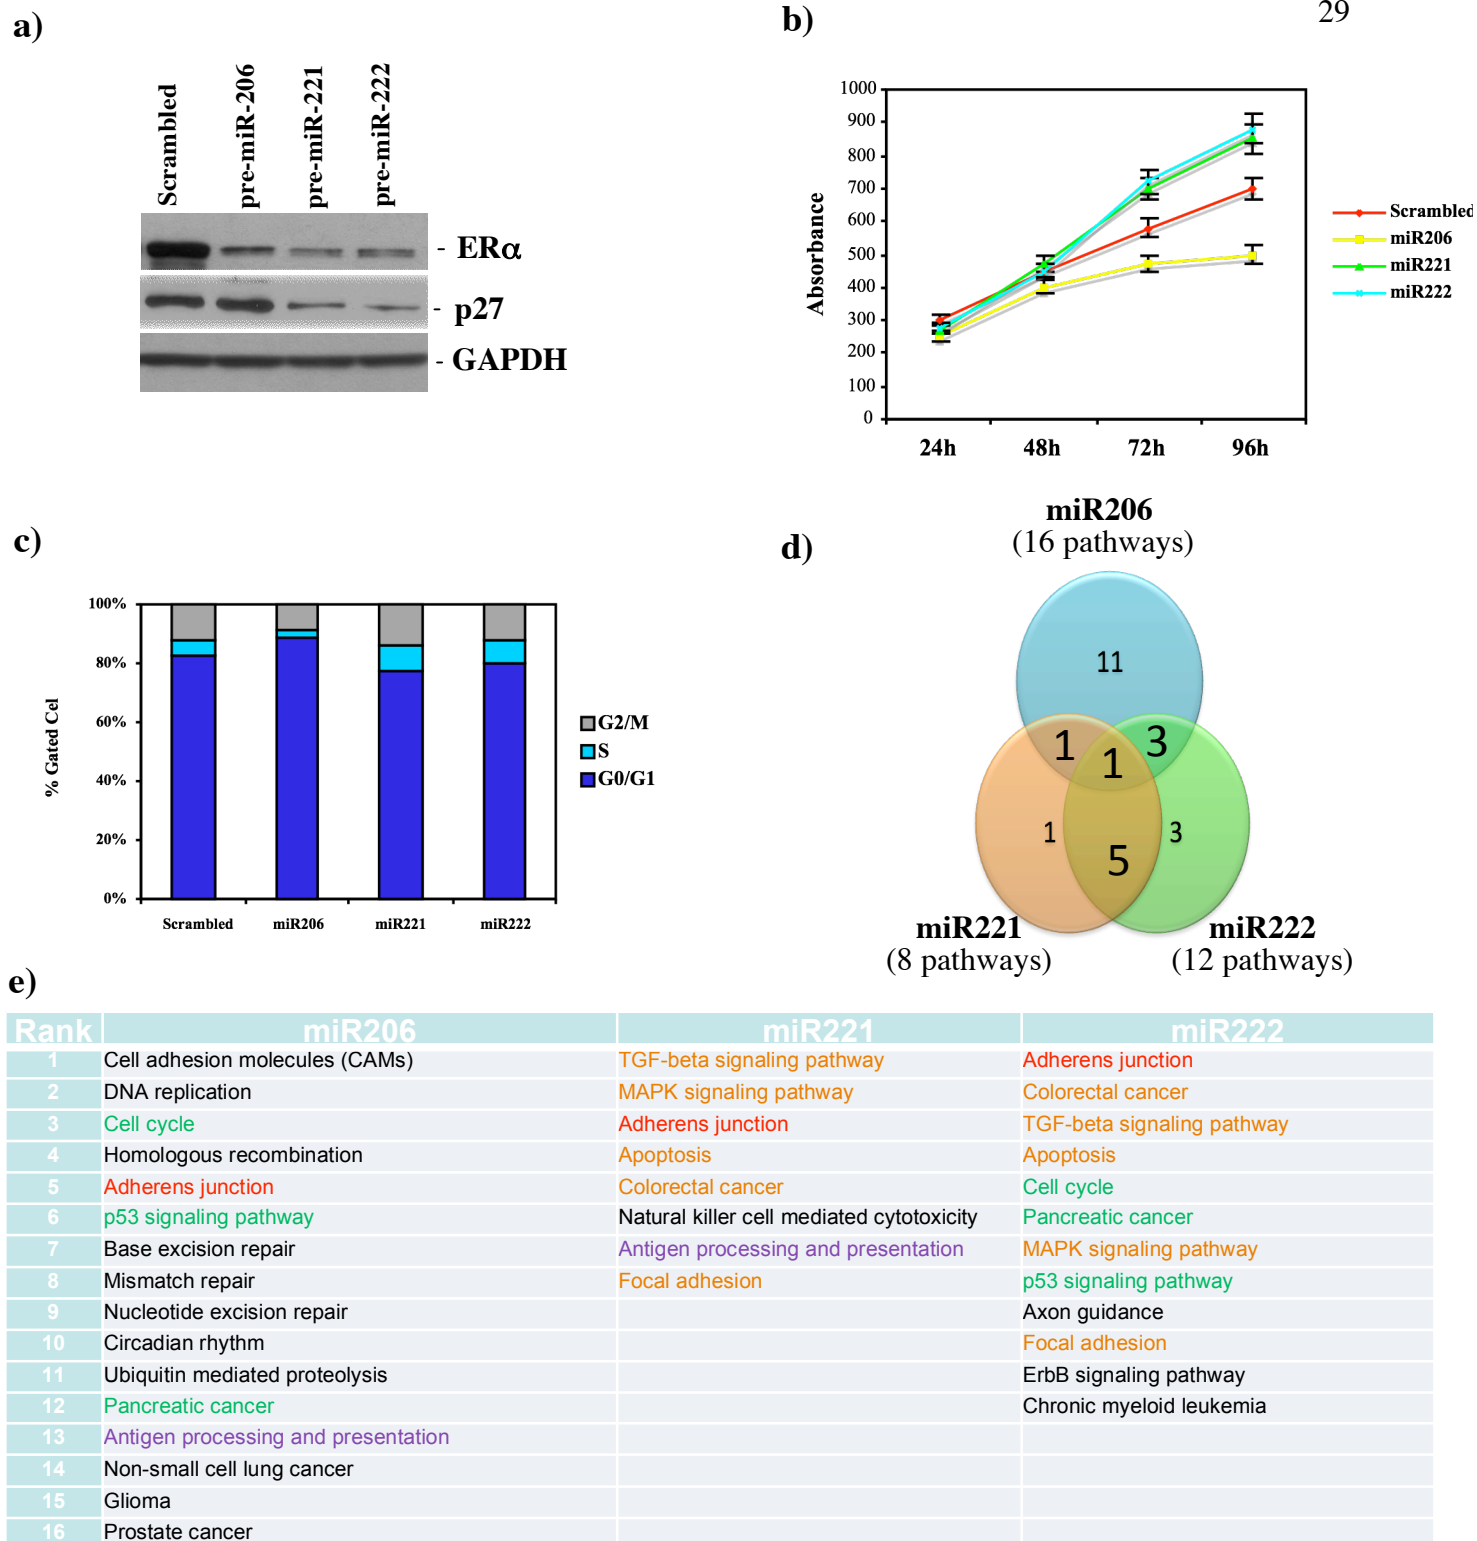 29
a)
Scrambled
pre-miR-206
pre-miR-221
pre-miR-222
- ERα
- p27
- GAPDH
b)
1000
900
800
700
600
500
400
300
200
100
0
Absorbance
24h
48h
72h
96h
Scrambled
miR206
miR221
miR222
c)
100%
80%
60%
40%
20%
0%
% Gated Cel
Scrambled
miR206
miR221
miR222
G2/M
S
G0/G1
d)
miR206
(16 pathways)
11
1
1
3
1
5
3
miR221
(8 pathways)
miR222
(12 pathways)
e)
Rank miR206 miR221 miR222
1 Cell adhesion molecules (CAMs) TGF-beta signaling pathway Adherens junction
2 DNA replication MAPK signaling pathway Colorectal cancer
3 Cell cycle Adherens junction TGF-beta signaling pathway
4 Homologous recombination Apoptosis Apoptosis
5 Adherens junction Colorectal cancer Cell cycle
6 p53 signaling pathway Natural killer cell mediated cytotoxicity Pancreatic cancer
7 Base excision repair Antigen processing and presentation MAPK signaling pathway
8 Mismatch repair Focal adhesion p53 signaling pathway
9 Nucleotide excision repair Axon guidance
10 Circadian rhythm Focal adhesion
11 Ubiquitin mediated proteolysis ErbB signaling pathway
12 Pancreatic cancer Chronic myeloid leukemia
13 Antigen processing and presentation
14 Non-small cell lung cancer
15 Glioma
16 Prostate cancer